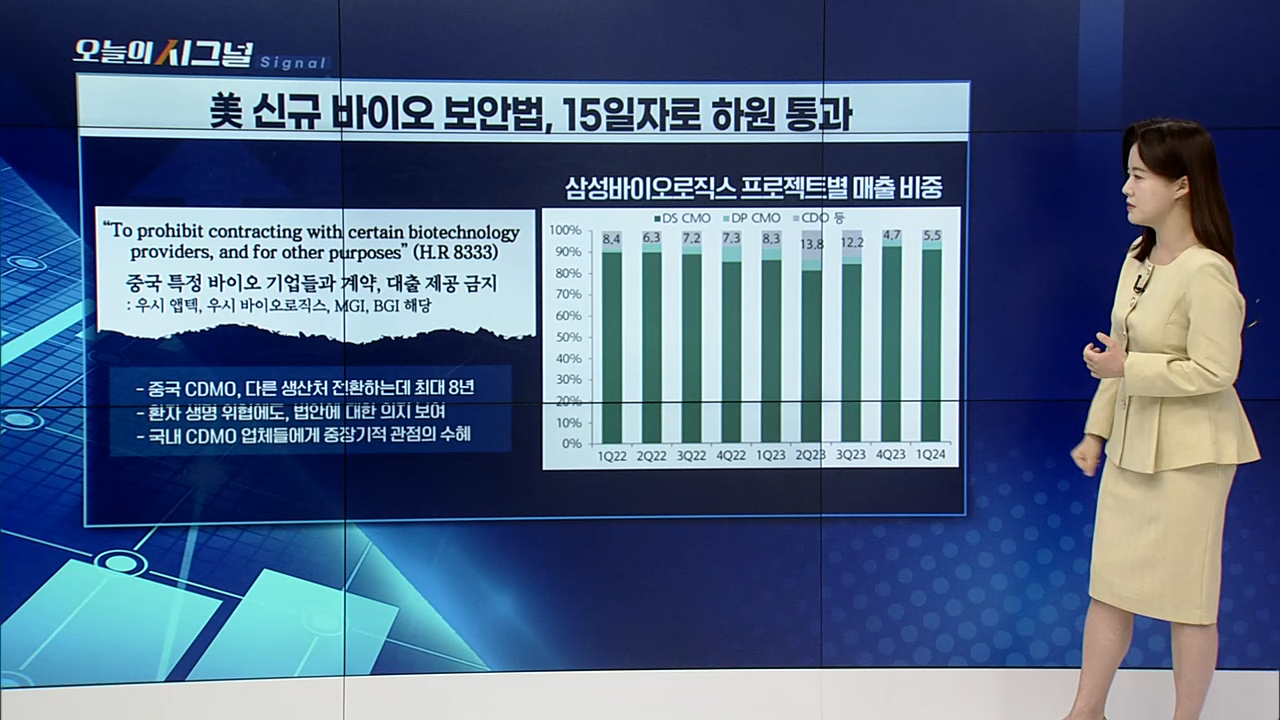 오늘의 시그널 Signal
美 신규 바이오 보안법, 15일자로 하원 통과
“To prohibit contracting with certain biotechnology
providers, and for other purposes” (H.R 8333)
중국 특정 바이오 기업들과 계약, 대출 제공 금지
: 우시 앱텍, 우시 바이오로직스, MGI, BGI 해당
- 중국 CDMO, 다른 생산처 전환하는데 최대 8년
- 환자 생명 위협에도, 법안에 대한 의지 보여
- 국내 CDMO 업체들에게 중장기적 관점의 수혜
삼성바이오로직스 프로젝트별 매출 비중
DS CMO DP CMO CDO 등
100%
90%
80%
70%
60%
50%
40%
30%
20%
10%
0%
8.4 6.3 7.2 7.3 8.3 13.8 12.2 4.7 5.5
1Q22 2Q22 3Q22 4Q22 1Q23 2Q23 3Q23 4Q23 1Q24